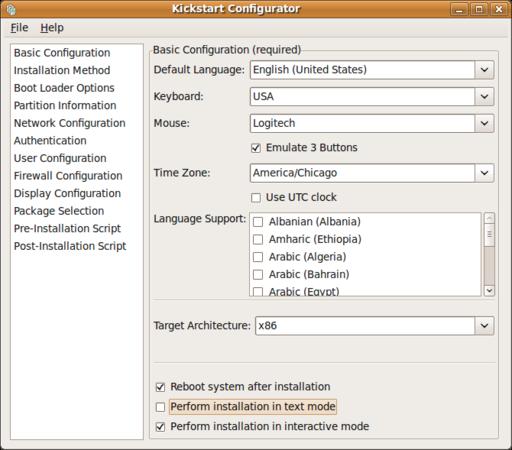 Kickstart Configurator
File Help
Basic Configuration
Installation Method
Boot Loader Options
Partition Information
Network Configuration
Authentication
User Configuration
Firewall Configuration
Display Configuration
Package Selection
Pre-Installation Script
Post-Installation Script
Basic Configuration (required)
Default Language: English (United States)
Keyboard: USA
Mouse: Logitech
Emulate 3 Buttons
Time Zone: America/Chicago
Use UTC clock
Language Support: Albanian (Albania)
Amharic (Ethiopia)
Arabic (Algeria)
Arabic (Bahrain)
Arabic (Egypt)
Target Architecture: x86
Reboot system after installation
Perform installation in text mode
Perform installation in interactive mode